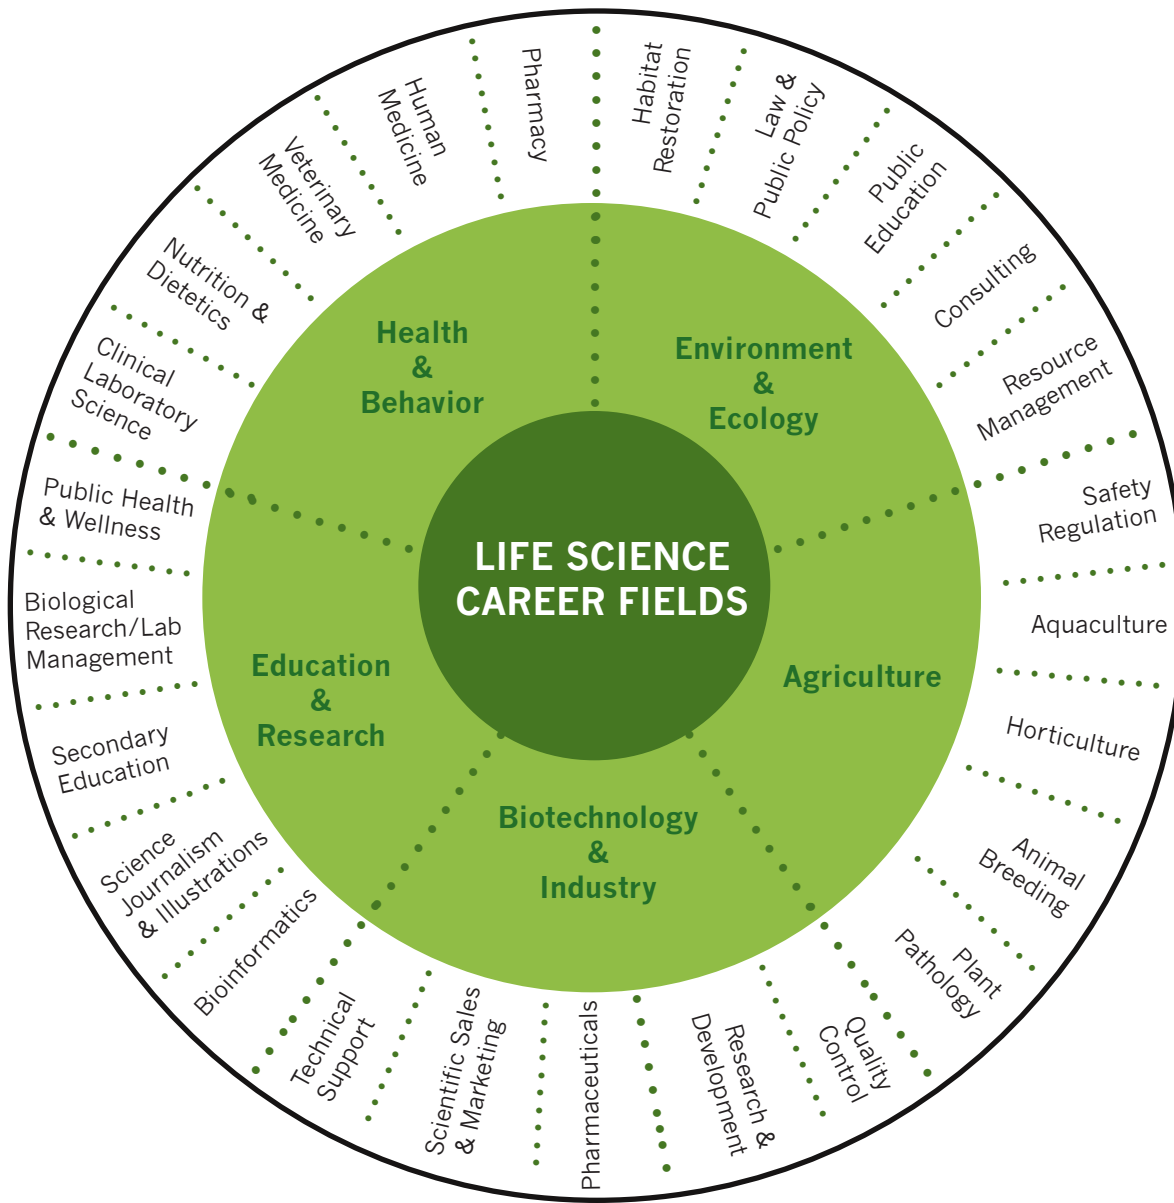 LIFE SCIENCE
CAREER FIELDS
Environment
&
Ecology
Habitat
Restoration
Law &
Public Policy
Public
Education
Consulting
Resource
Management
Agriculture
Safety
Regulation
Aquaculture
Horticulture
Animal
Breeding
Plant
Pathology
Biotechnology
&
Industry
Quality
Control
Research &
Development
Pharmaceuticals
Scientific Sales
& Marketing
Technical
Support
Education
&
Research
Bioinformatics
Science
Journalism
& Illustrations
Secondary
Education
Biological
Research/Lab
Management
Public Health
& Wellness
Health
&
Behavior
Clinical
Laboratory
Science
Nutrition &
Dietetics
Veterinary
Medicine
Human
Medicine
Pharmacy